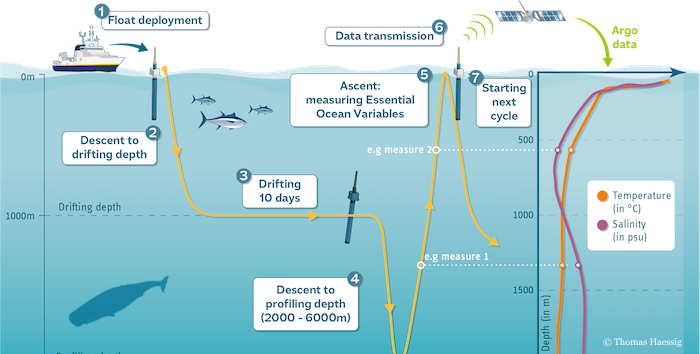 1
Float deployment
6
Data transmission
Argo
data
0m
2
Descent to
drifting depth
5
Ascent:
measuring Essential
Ocean Variables
7
Starting
next
cycle
0
e.g measure 2
500
3
Drifting
10 days
Drifting depth
1000m
Temperature
(in °C)
Salinity
(in psu)
1000
e.g measure 1
4
Descent to
profiling depth
(2000 - 6000m)
1500
Depth (in m)
© Thomas Haessig